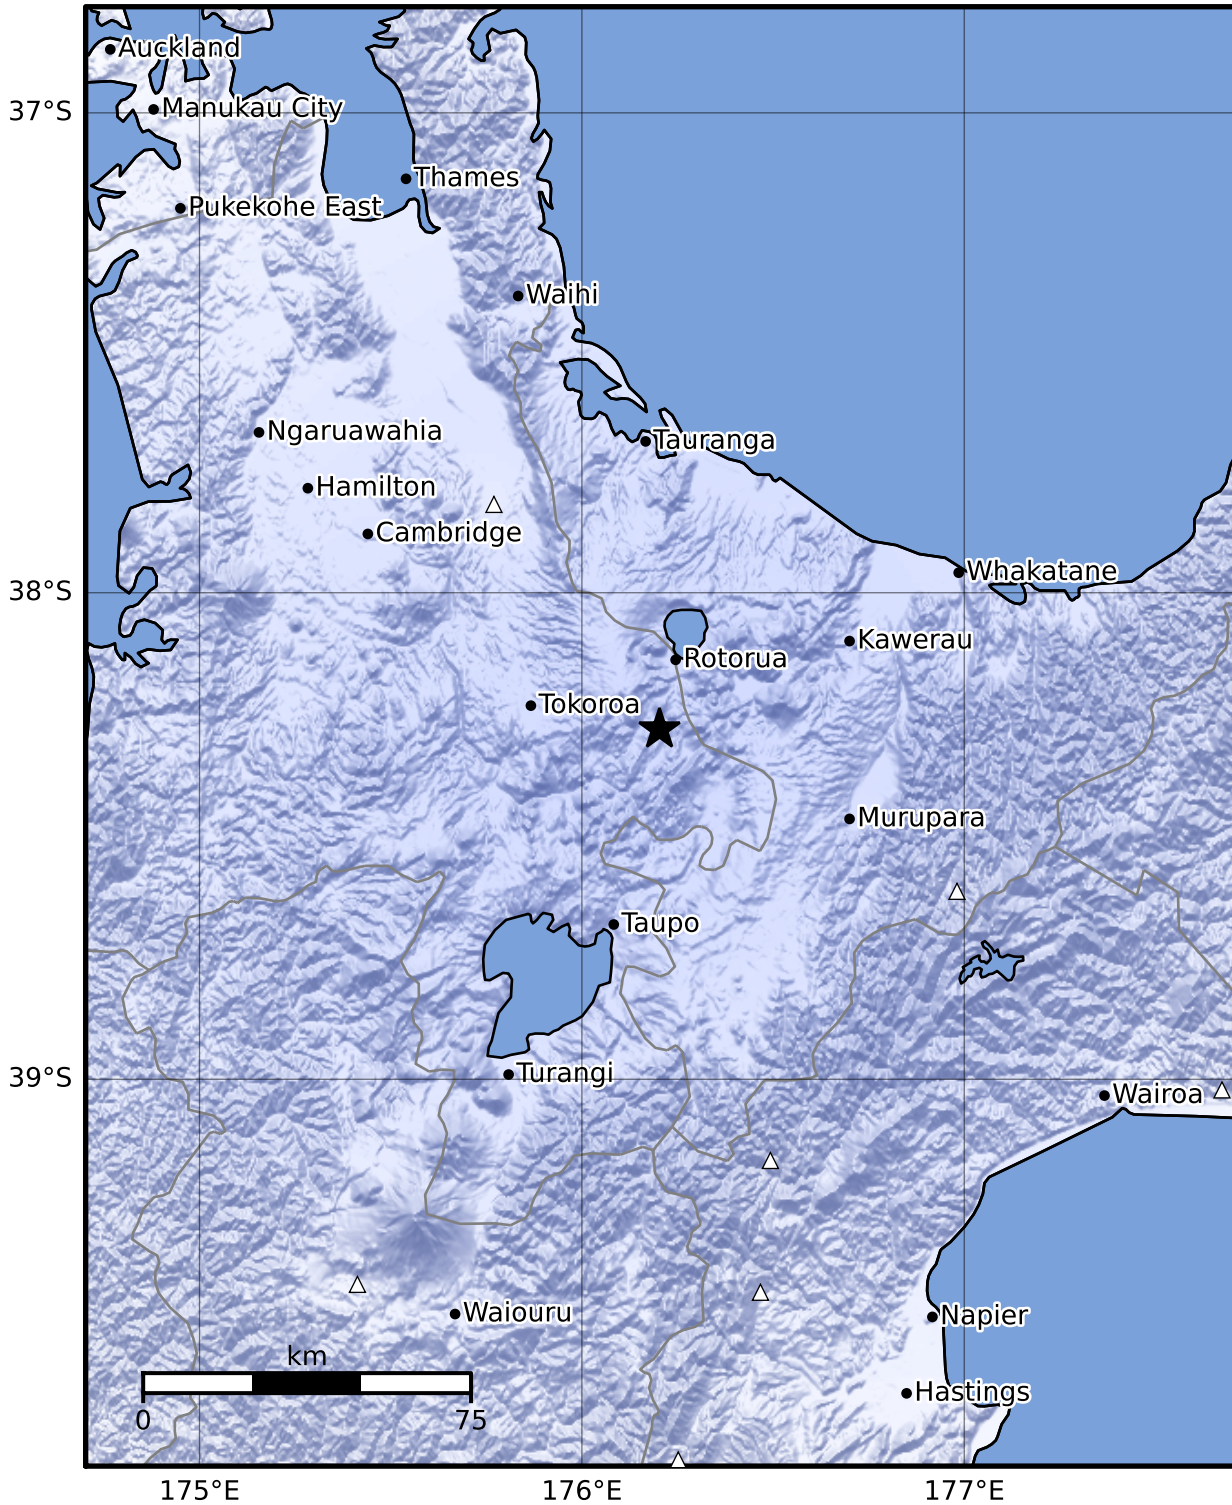 Auckland
37°S
Manukau City
Thames
Pukekohe East
Waihi
Ngaruawahia
Tauranga
Hamilton
Cambridge
Whakatane
38°S
Kawerau
Rotorua
Tokoroa
Murupara
Taupo
Turangi
39°S
Wairoa
Waiouru
Napier
km
Hastings
0 75
175°E 176°E 177°E